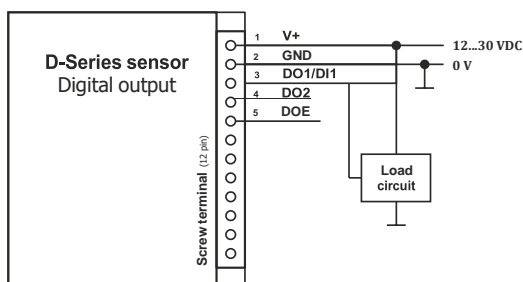 D-Series sensor
Digital output
1 V+
2 GND
3 DO1/DI1
4 DO2
5 DOE
12...30 VDC
0 V
Load
circuit
Screw terminal (12 pin)